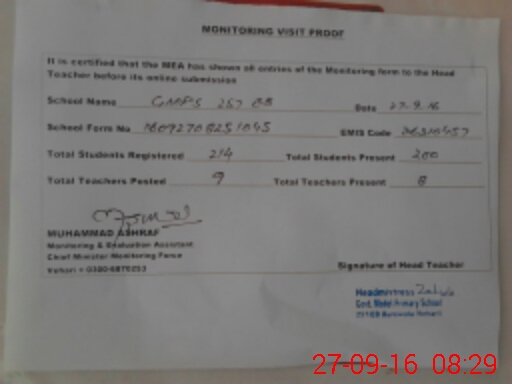 MONITORING VISIT PROOF
It is certified that the MEA has shown all entries of the Monitoring form to the Head
Teacher before its online submission
School Name GMPS 257 EB Date 27-9-16
School Form No EMIS Code
Total Students Registered 214 Total Students Present 200
Total Teachers Posted 9 Total Teachers Present 8
MUHAMMAD ASHRAF
Monitoring & Evaluation Assistant
Chief Minister Monitoring Force
Vehari
Signature of Head Teacher
Headmistress
Govt. Model Primary School
27-09-16 08:29